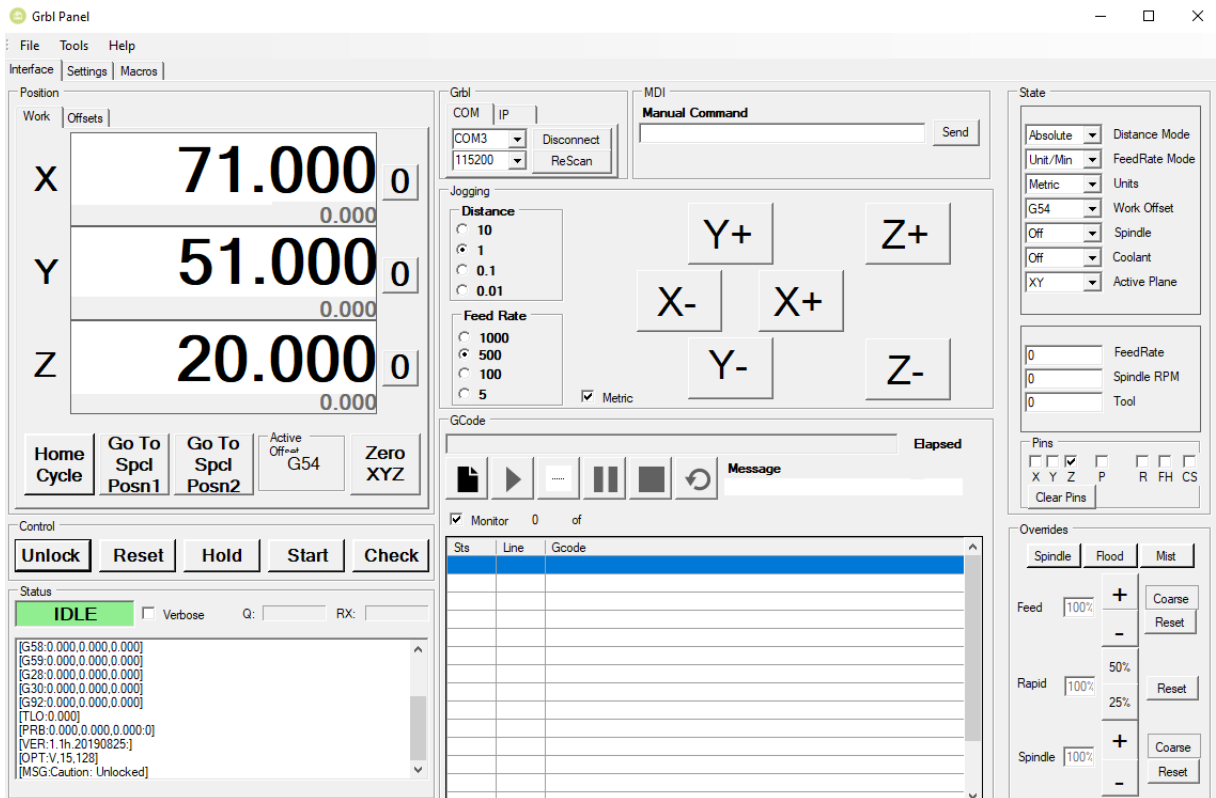 Grbl Panel
File Tools Help
Interface Settings Macros
Position
Work Offsets
X 71.000 0
0.000
Y 51.000 0
0.000
Z 20.000 0
0.000
Home Cycle
Go To Spcl Posn1
Go To Spcl Posn2
Active Offset
G54
Zero XYZ
Control
Unlock Reset Hold Start Check
Status
IDLE Verbose Q: RX:
[G58:0.000,0.000,0.000]
[G59:0.000,0.000,0.000]
[G28:0.000,0.000,0.000]
[G30:0.000,0.000,0.000]
[G92:0.000,0.000,0.000]
[TLO:0.000]
[PRB:0.000,0.000,0.000:0]
[VER:1.1h.20190825:]
[OPT:V,15,128]
[MSG:Caution: Unlocked]
Grbl
COM IP
COM3 Disconnect
115200 ReScan
MDI
Manual Command
Send
Jogging
Distance
10
1
0.1
0.01
Feed Rate
1000
500
100
5
Metric
Y+
Z+
X-
X+
Y-
Z-
GCode
Elapsed
Message
Monitor 0 of
Sts Line Gcode
State
Absolute Distance Mode
Unit/Min FeedRate Mode
Metric Units
G54 Work Offset
Off Spindle
Off Coolant
XY Active Plane
0 FeedRate
0 Spindle RPM
0 Tool
Pins
X Y Z P R FH CS
Clear Pins
Overrides
Spindle Flood Mist
Feed 100% + - Coarse Reset
Rapid 100% 50% 25% Reset
Spindle 100% + - Coarse Reset